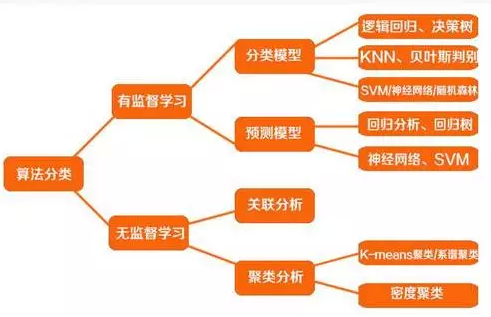 算法分类
有监督学习
分类模型
逻辑回归、决策树
KNN、贝叶斯判别
SVM/神经网络/随机森林
预测模型
回归分析、回归树
神经网络、SVM
无监督学习
关联分析
聚类分析
K-means聚类/系谱聚类
密度聚类